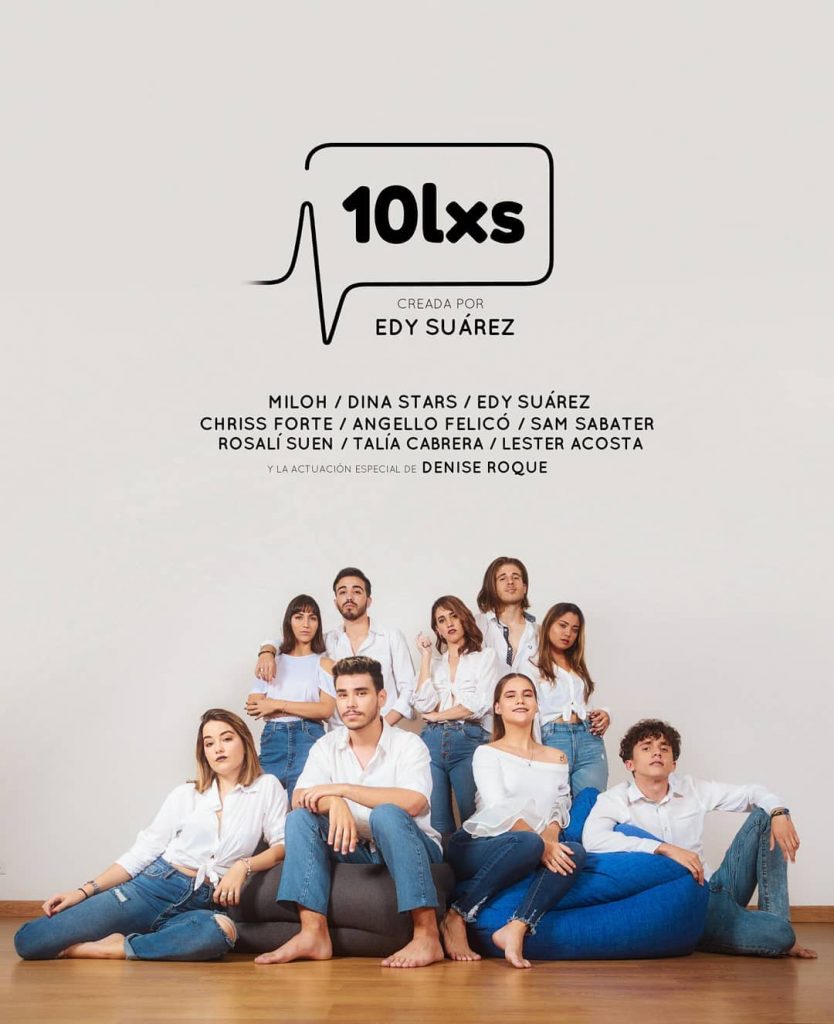 10lxs
CREADA POR
EDY SUÁREZ
MILOH / DINA STARS / EDY SUÁREZ
CHRISS FORTE / ANGELLO FELICÓ / SAM SABATER
ROSALÍ SUEN / TALÍA CABRERA / LESTER ACOSTA
Y LA ACTUACIÓN ESPECIAL DE DENISE ROQUE